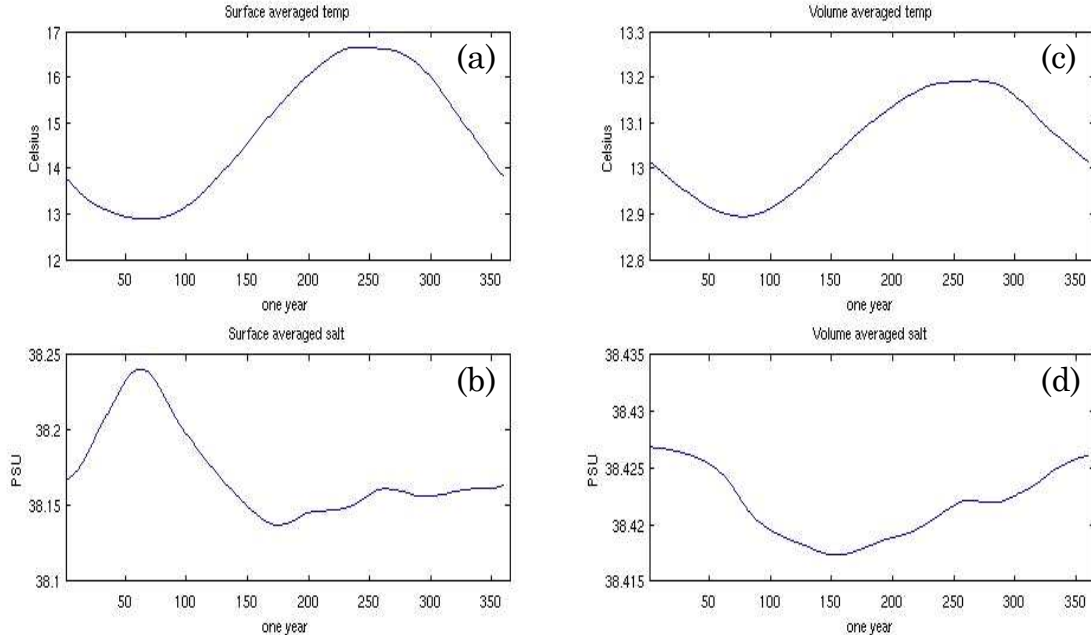 Surface averaged temp
(a)
17
16
15
14
13
12
Celsius
50 100 150 200 250 300 350
one year
Volume averaged temp
(c)
13.3
13.2
13.1
13
12.9
12.8
Celsius
50 100 150 200 250 300 350
one year
Surface averaged salt
(b)
38.25
38.2
38.15
38.1
PSU
50 100 150 200 250 300 350
one year
Volume averaged salt
(d)
38.435
38.43
38.425
38.42
38.415
PSU
50 100 150 200 250 300 350
one year